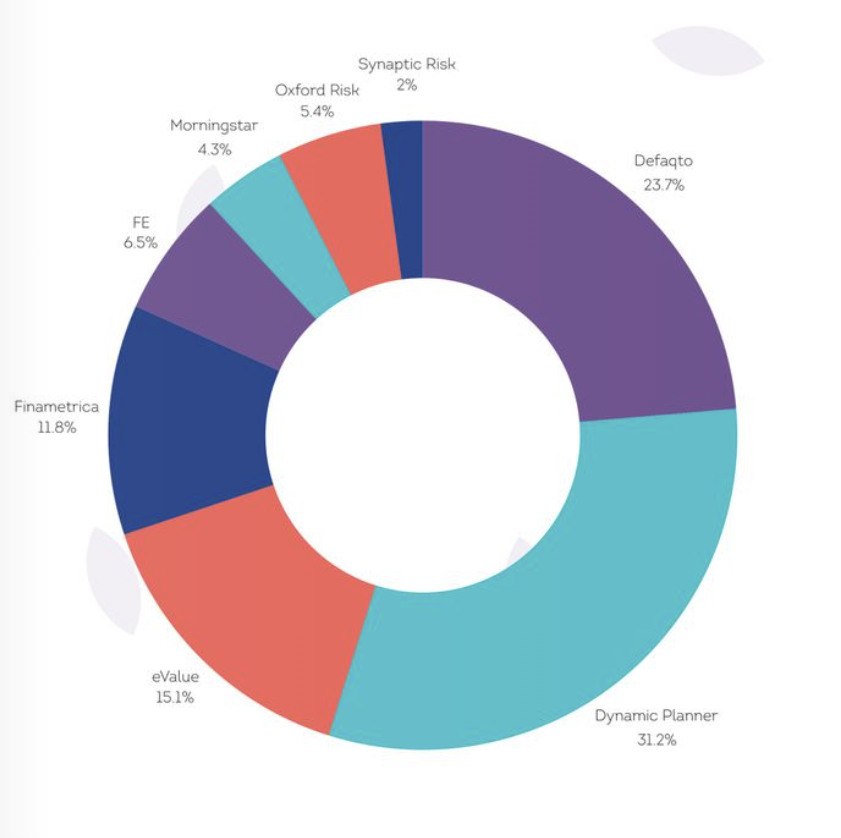 Synaptic Risk
2%
Oxford Risk
5.4%
Morningstar
4.3%
Defaqto
23.7%
FE
6.5%
Finametrica
11.8%
eValue
15.1%
Dynamic Planner
31.2%